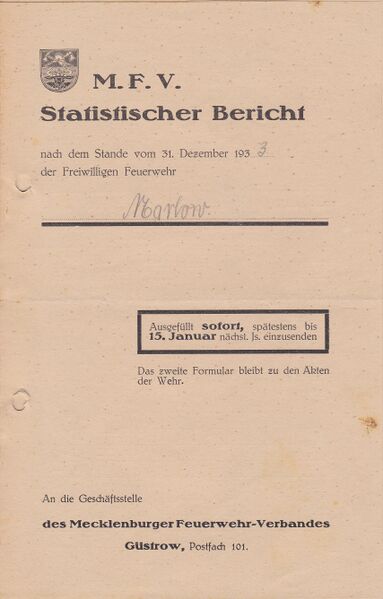 M. F. V.
Statistischer Bericht
nach dem Stande vom 31. Dezember 193 3
der Freiwilligen Feuerwehr
Marlow.
Ausgefüllt sofort, spätestens bis
15. Januar nächst. Js. einzusenden
Das zweite Formular bleibt zu den Akten
der Wehr.
An die Geschäftsstelle
des Mecklenburger Feuerwehr-Verbandes
Güstrow, Postfach 101.